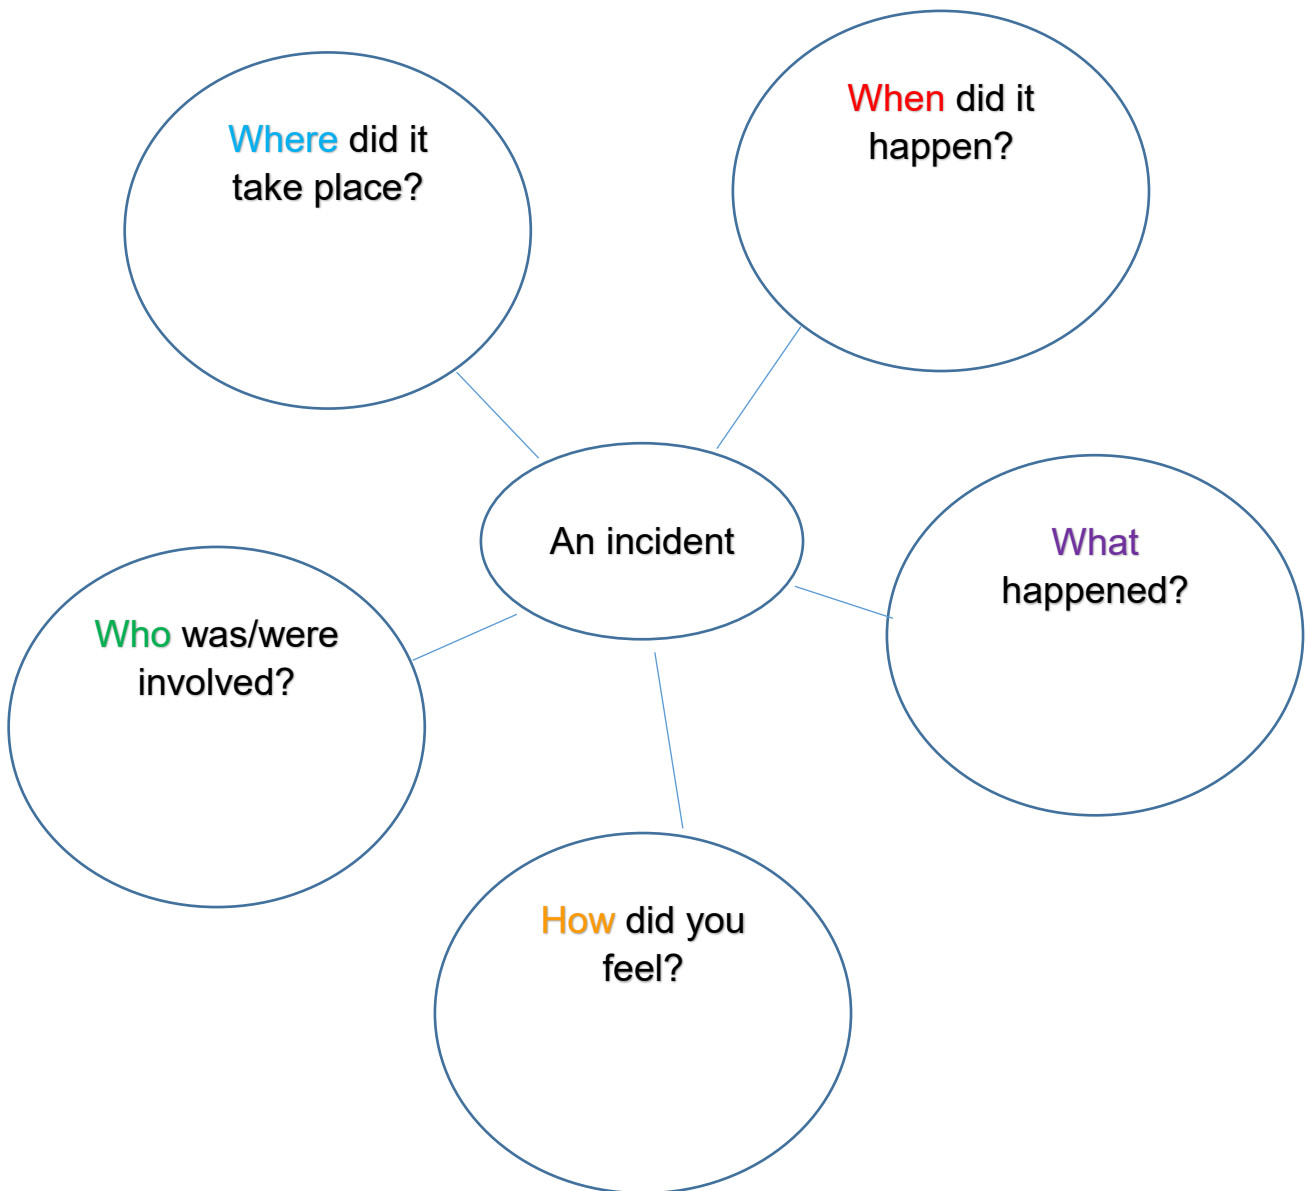 Where did it
take place?
When did it
happen?
An incident
What
happened?
Who was/were
involved?
How did you
feel?